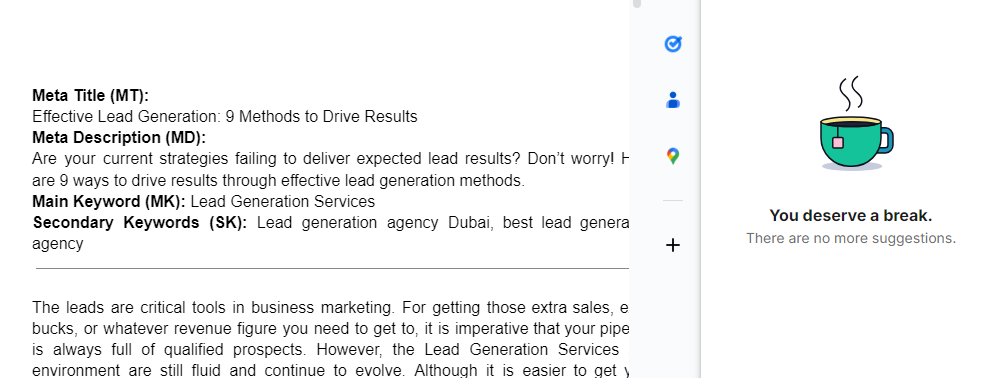 Meta Title (MT):
Effective Lead Generation: 9 Methods to Drive Results
Meta Description (MD):
Are your current strategies failing to deliver expected lead results? Don’t worry!
are 9 ways to drive results through effective lead generation methods.
Main Keyword (MK): Lead Generation Services
Secondary Keywords (SK): Lead generation agency Dubai, best lead
agency
The leads are critical tools in business marketing. For getting those extra sales,
bucks, or whatever revenue figure you need to get to, it is imperative that your
is always full of qualified prospects. However, the Lead Generation Services
environment are still fluid and continue to evolve. Although it is easier to get
You deserve a break.
There are no more suggestions.